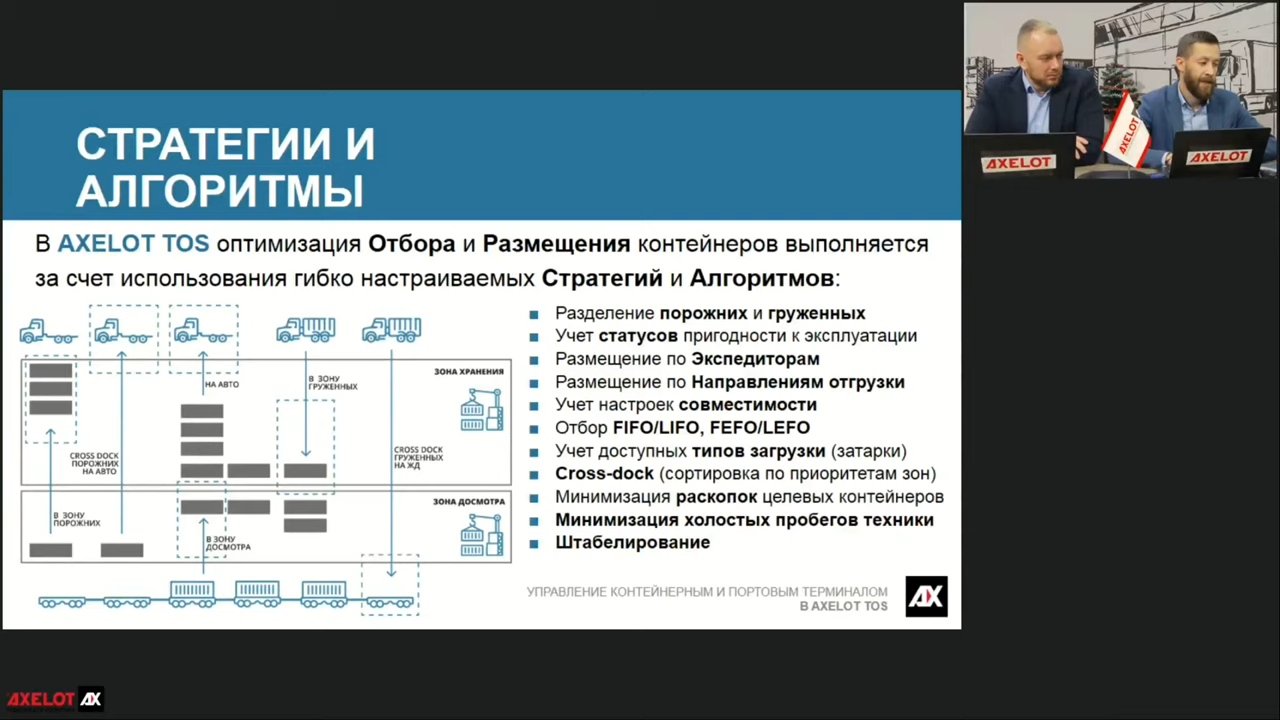 СТРАТЕГИИ И
АЛГОРИТМЫ
В AXELOT TOS оптимизация Отбора и Размещения контейнеров выполняется
за счет использования гибко настраиваемых Стратегий и Алгоритмов:
НА АВТО
В ЗОНУ
ГРУЖЕННЫХ
ЗОНА ХРАНЕНИЯ
CROSS DOCK
ПОРОЖНИХ
НА АВТО
CROSS DOCK
ГРУЖЕННЫХ
НА ЖД
В ЗОНУ
ПОРОЖНИХ
В ЗОНУ
ДОСМОТРА
ЗОНА ДОСМОТРА
Разделение порожних и груженных
Учет статусов пригодности к эксплуатации
Размещение по Экспедиторам
Размещение по Направлениям отгрузки
Учет настроек совместимости
Отбор FIFO/LIFO, FEFO/LEFO
Учет доступных типов загрузки (затарки)
Cross-dock (сортировка по приоритетам зон)
Минимизация раскопок целевых контейнеров
Минимизация холостых пробегов техники
Штабелирование
УПРАВЛЕНИЕ КОНТЕЙНЕРНЫМ И ПОРТОВЫМ ТЕРМИНАЛОМ
В AXELOT TOS
AX
AXELOT
AXELOT
AXELOT
AXELOT AX